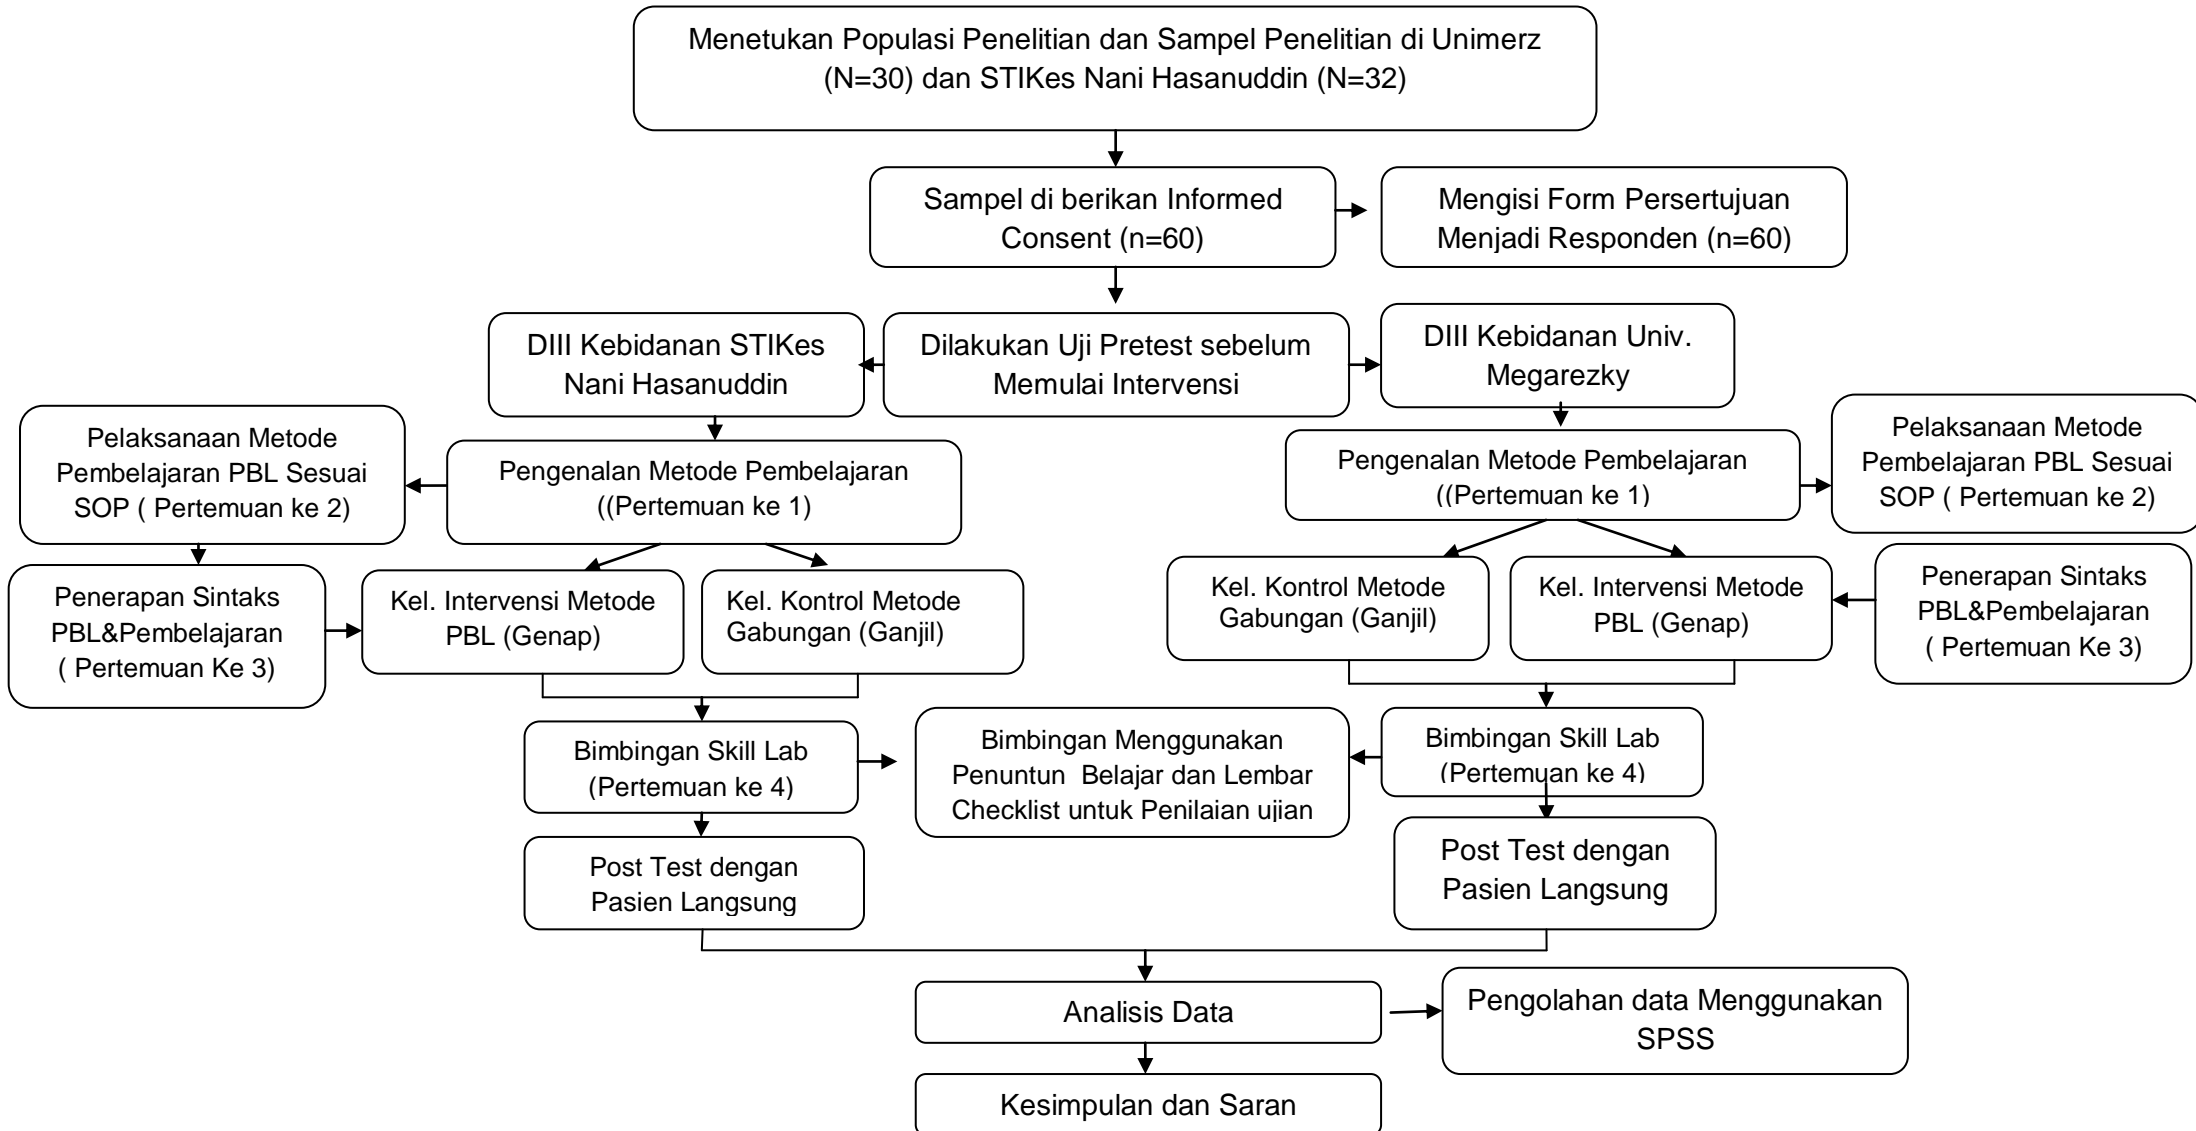 Menetukan Populasi Penelitian dan Sampel Penelitian di Unimerz
(N=30) dan STIKes Nani Hasanuddin (N=32)
Sampel di berikan Informed
Consent (n=60)
Mengisi Form Persertujuan
Menjadi Responden (n=60)
DIII Kebidanan STIKes
Nani Hasanuddin
Dilakukan Uji Pretest sebelum
Memulai Intervensi
DIII Kebidanan Univ.
Megarezky
Pelaksanaan Metode
Pembelajaran PBL Sesuai
SOP ( Pertemuan ke 2)
Pengenalan Metode Pembelajaran
((Pertemuan ke 1)
Pengenalan Metode Pembelajaran
((Pertemuan ke 1)
Pelaksanaan Metode
Pembelajaran PBL Sesuai
SOP ( Pertemuan ke 2)
Penerapan Sintaks
PBL&Pembelajaran
( Pertemuan Ke 3)
Kel. Intervensi Metode
PBL (Genap)
Kel. Kontrol Metode
Gabungan (Ganjil)
Kel. Kontrol Metode
Gabungan (Ganjil)
Kel. Intervensi Metode
PBL (Genap)
Penerapan Sintaks
PBL&Pembelajaran
( Pertemuan Ke 3)
Bimbingan Skill Lab
(Pertemuan ke 4)
Bimbingan Menggunakan
Penuntun Belajar dan Lembar
Checklist untuk Penilaian ujian
Bimbingan Skill Lab
(Pertemuan ke 4)
Post Test dengan
Pasien Langsung
Post Test dengan
Pasien Langsung
Analisis Data
Pengolahan data Menggunakan
SPSS
Kesimpulan dan Saran